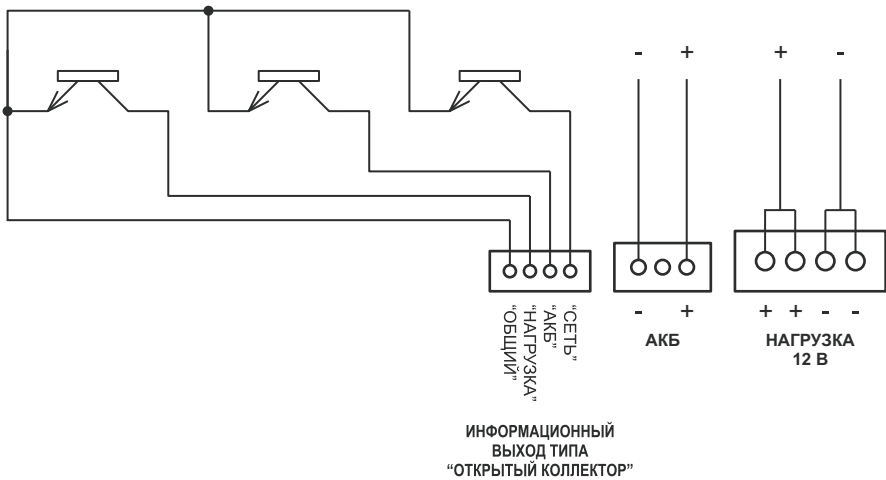 - + + -
- + + + - -
АКБ
НАГРУЗКА
12 В
“ОБЩИЙ”
“НАГРУЗКА”
“АКБ”
“СЕТЬ”
ИНФОРМАЦИОННЫЙ
ВЫХОД ТИПА
“ОТКРЫТЫЙ КОЛЛЕКТОР”